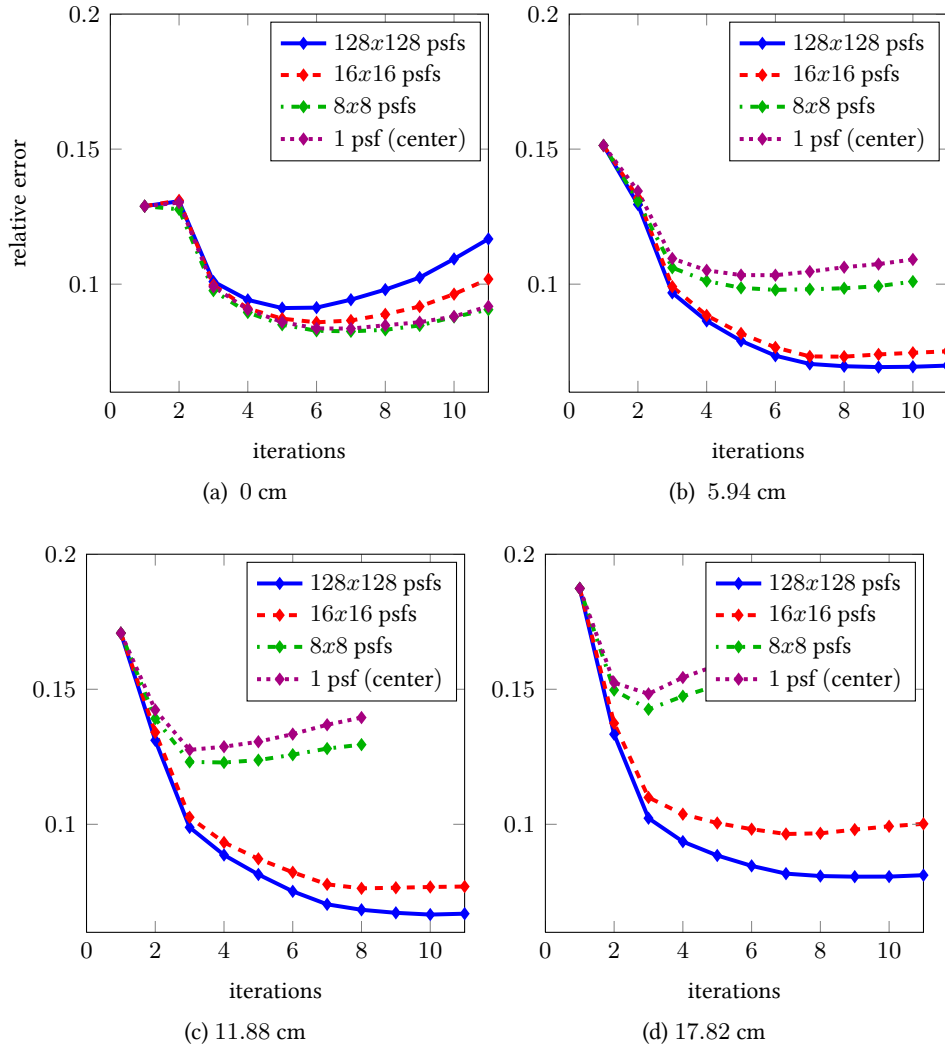 0.2
0.15
0.1
relative error
128x128 psfs
16x16 psfs
8x8 psfs
1 psf (center)
0 2 4 6 8 10
iterations
(a) 0 cm
0.2
0.15
0.1
128x128 psfs
16x16 psfs
8x8 psfs
1 psf (center)
0 2 4 6 8 10
iterations
(b) 5.94 cm
0.2
0.15
0.1
128x128 psfs
16x16 psfs
8x8 psfs
1 psf (center)
0 2 4 6 8 10
iterations
(c) 11.88 cm
0.2
0.15
0.1
128x128 psfs
16x16 psfs
8x8 psfs
1 psf (center)
0 2 4 6 8 10
iterations
(d) 17.82 cm